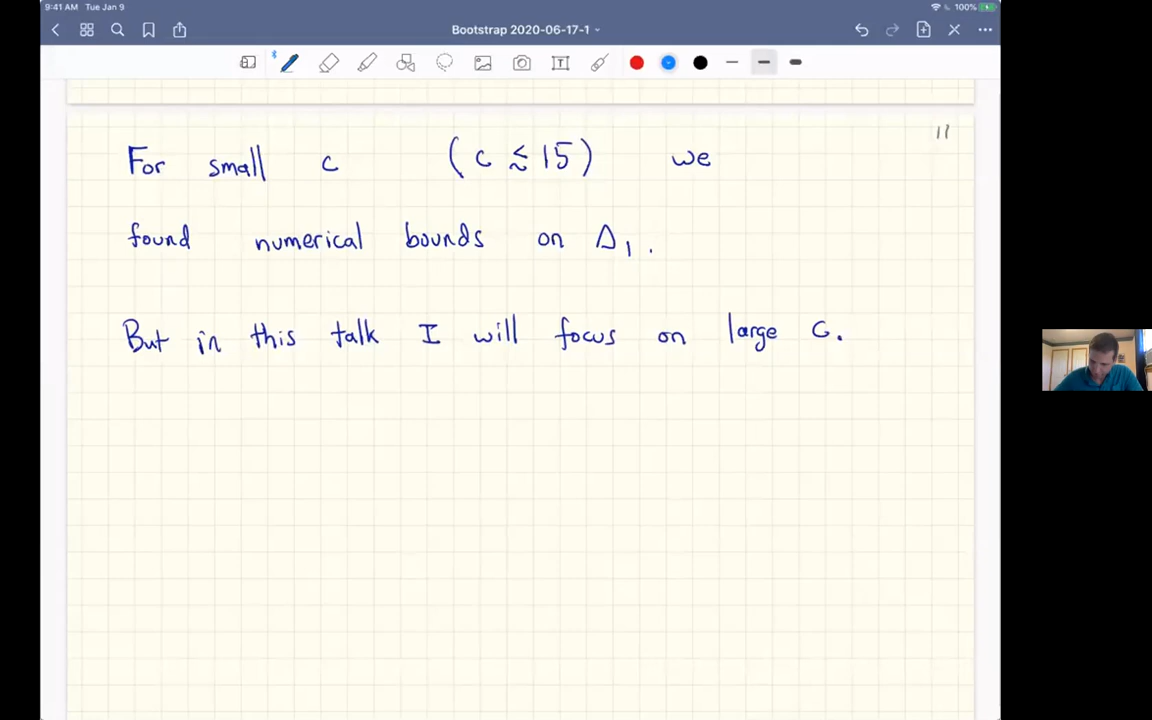 9:41 AM Tue Jan 9
100%
Bootstrap 2020-06-17-1
11
For small c (c ≲ 15) we
found numerical bounds on Δ₁.
But in this talk I will focus on large c.